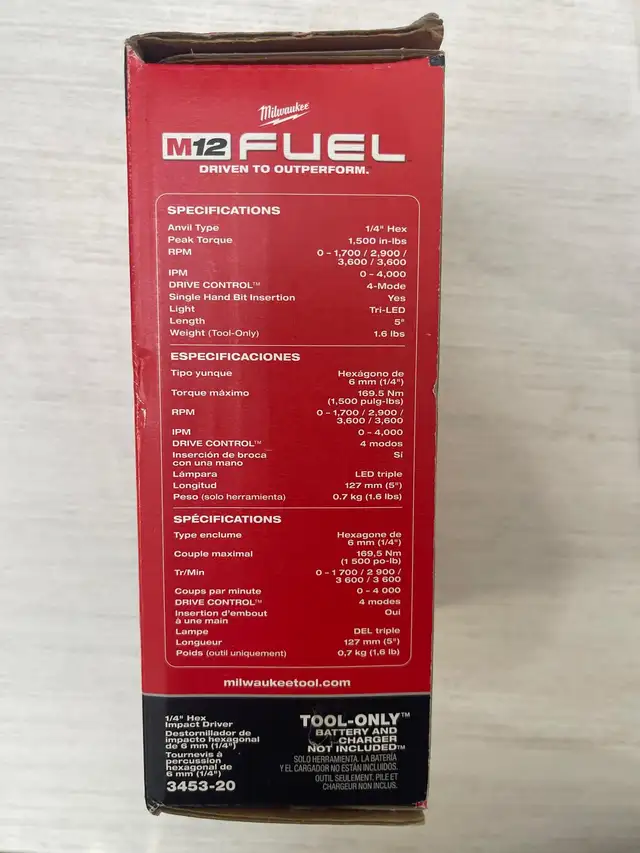 Milwaukee
M12 FUEL™
DRIVEN TO OUTPERFORM.™
SPECIFICATIONS
Anvil Type 1/4" Hex
Peak Torque 1,500 in-lbs
RPM 0 – 1,700 / 2,900 /
3,600 / 3,600
IPM 0 – 4,000
DRIVE CONTROL™ 4-Mode
Single Hand Bit Insertion Yes
Light Tri-LED
Length 5"
Weight (Tool-Only) 1.6 lbs
ESPECIFICACIONES
Tipo yunque Hexágono de
6 mm (1/4")
Torque máximo 169.5 Nm
(1,500 pulg-lbs)
RPM 0 – 1,700 / 2,900 /
3,600 / 3,600
IPM 0 – 4,000
DRIVE CONTROL™ 4 modos
Inserción de broca Sí
con una mano
Lámpara LED triple
Longitud 127 mm (5")
Peso (solo herramienta) 0.7 kg (1.6 lbs)
SPÉCIFICATIONS
Type enclume Hexagone de
6 mm (1/4")
Couple maximal 169,5 Nm
(1 500 po-lb)
Tr/Min 0 – 1 700 / 2 900 /
3 600 / 3 600
Coups par minute 0 – 4 000
DRIVE CONTROL™ 4 modes
Insertion d'embout Oui
à une main
Lampe DEL triple
Longueur 127 mm (5")
Poids (outil uniquement) 0,7 kg (1,6 lb)
milwaukeetool.com
1/4" Hex
Impact Driver
Destornillador de
impacto hexagonal
de 6 mm (1/4")
Tournevis à
percussion
hexagonal de
6 mm (1/4")
3453-20
TOOL-ONLY™
BATTERY AND
CHARGER
NOT INCLUDED™
SOLO HERRAMIENTA. LA BATERÍA
Y EL CARGADOR NO ESTÁN INCLUIDOS.
OUTIL SEULEMENT, PILE ET
CHARGEUR NON INCLUS.